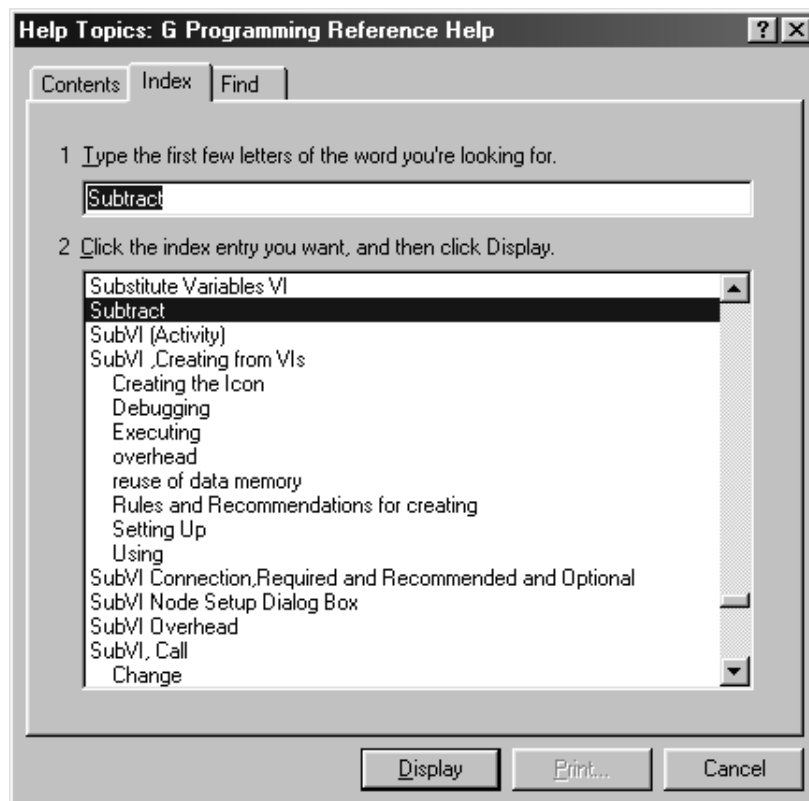 Help Topics: G Programming Reference Help
Contents Index Find
1 Type the first few letters of the word you're looking for.
Subtract
2 Click the index entry you want, and then click Display.
Substitute Variables VI
Subtract
SubVI (Activity)
SubVI ,Creating from VIs
Creating the Icon
Debugging
Executing
overhead
reuse of data memory
Rules and Recommendations for creating
Setting Up
Using
SubVI Connection,Required and Recommended and Optional
SubVI Node Setup Dialog Box
SubVI Overhead
SubVI, Call
Change
Display Print... Cancel